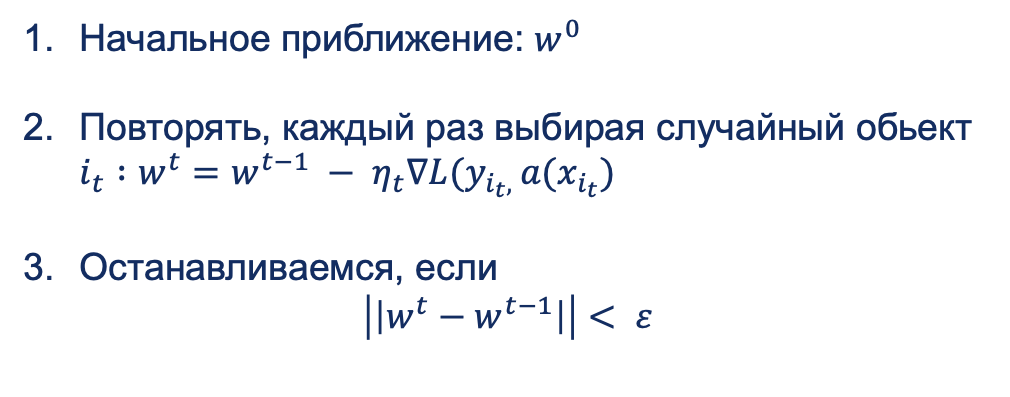 1. Начальное приближение: w⁰
2. Повторять, каждый раз выбирая случайный обьект
i_t : w^t = w^{t−1} − η_t∇L(y_{i_t,} a(x_{i_t})
3. Останавливаемся, если
||w^t − w^{t−1}|| < ε